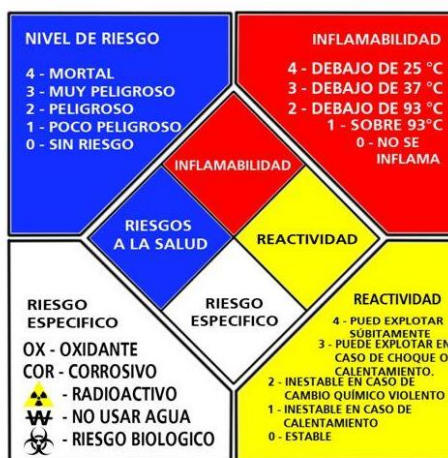 NIVEL DE RIESGO
4 - MORTAL
3 - MUY PELIGROSO
2 - PELIGROSO
1 - POCO PELIGROSO
0 - SIN RIESGO
INFLAMABILIDAD
4 - DEBAJO DE 25 °C
3 - DEBAJO DE 37 °C
2 - DEBAJO DE 93 °C
1 - SOBRE 93°C
0 - NO SE
INFLAMA
INFLAMABILIDAD
RIESGOS
A LA SALUD
REACTIVIDAD
RIESGO
ESPECIFICO
RIESGO
ESPECIFICO
OX - OXIDANTE
COR - CORROSIVO
- RADIOACTIVO
W - NO USAR AGUA
- RIESGO BIOLOGICO
REACTIVIDAD
4 - PUED EXPLOTAR
SÚBITAMENTE
3 - PUEDE EXPLOTAR EN
CASO DE CHOQUE O
CALENTAMIENTO.
2 - INESTABLE EN CASO DE
CAMBIO QUÍMICO VIOLENTO
1 - INESTABLE EN CASO DE
CALENTAMIENTO
0 - ESTABLE